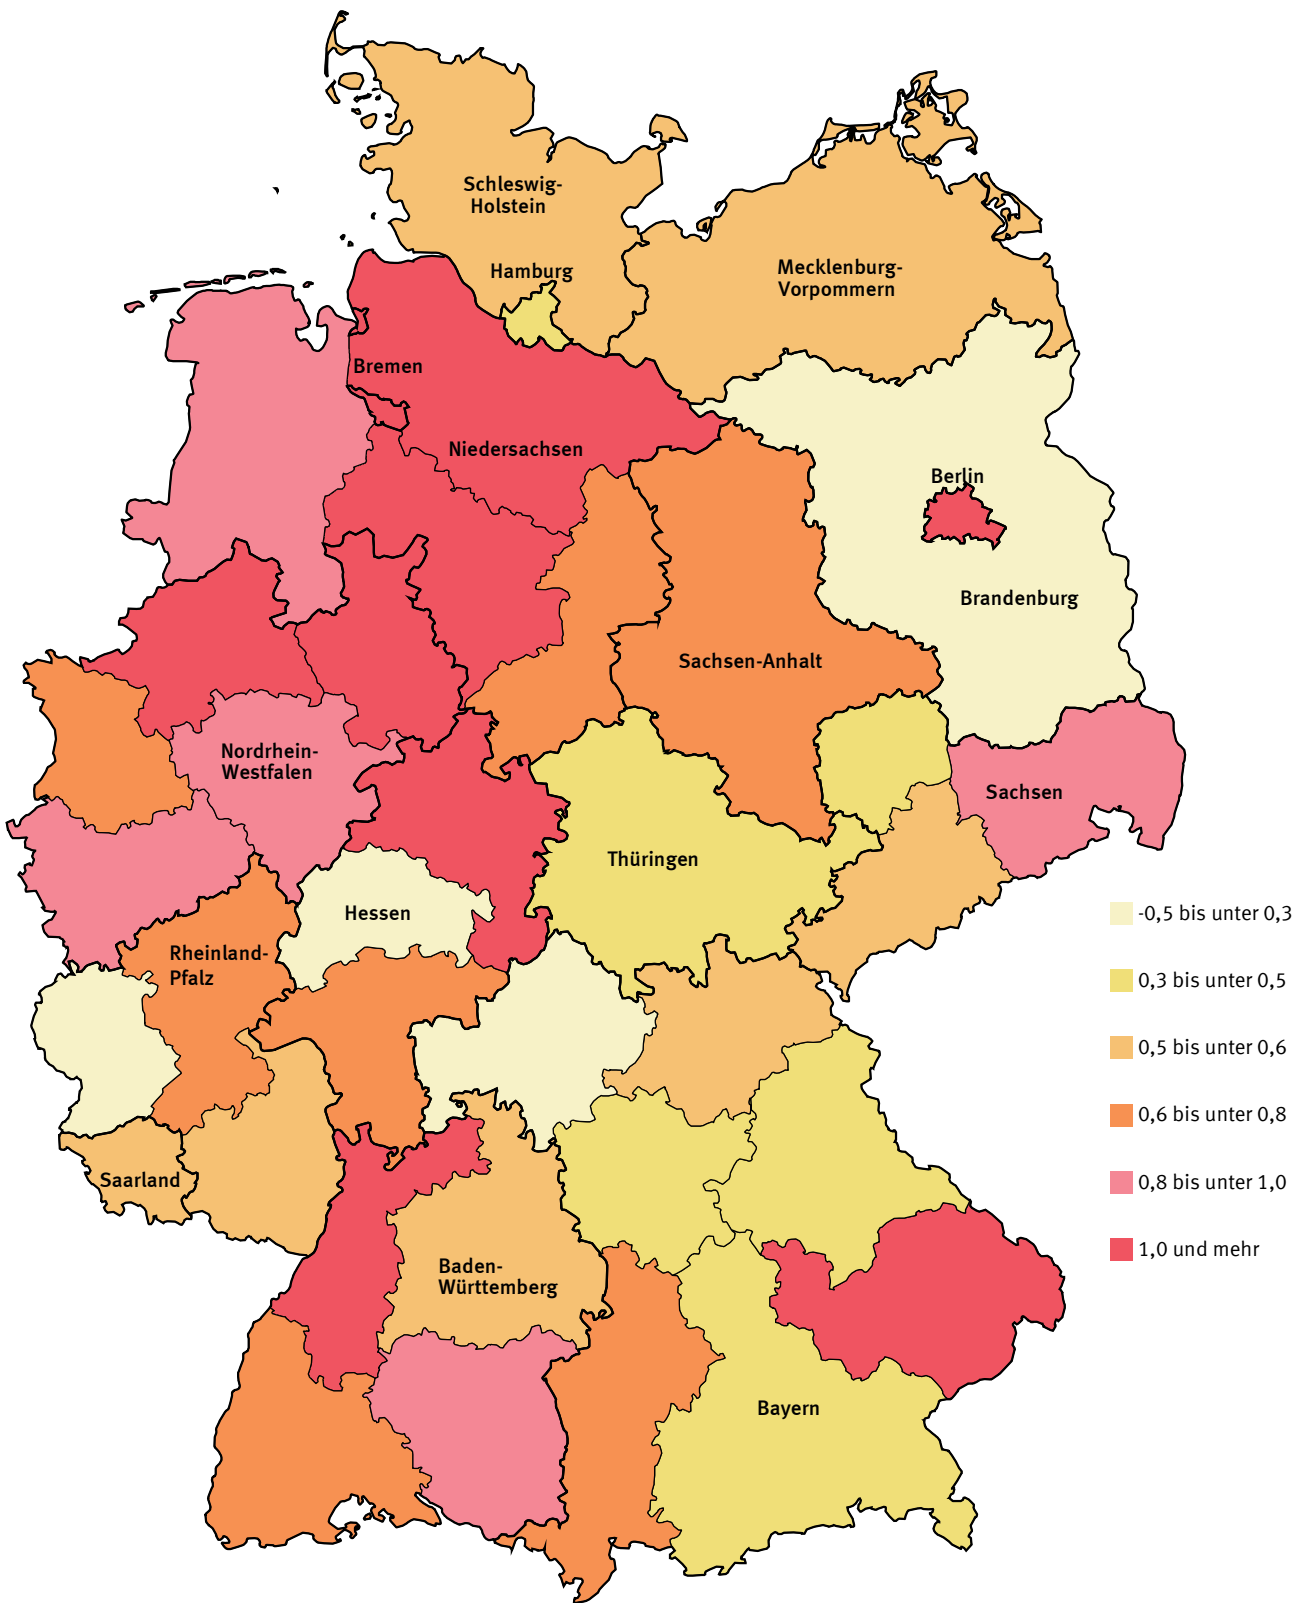 Schleswig-
Holstein
Hamburg
Mecklenburg-
Vorpommern
Bremen
Niedersachsen
Berlin
Brandenburg
Sachsen-Anhalt
Nordrhein-
Westfalen
Sachsen
Thüringen
Hessen
Rheinland-
Pfalz
Saarland
Baden-
Württemberg
Bayern
-0,5 bis unter 0,3
0,3 bis unter 0,5
0,5 bis unter 0,6
0,6 bis unter 0,8
0,8 bis unter 1,0
1,0 und mehr